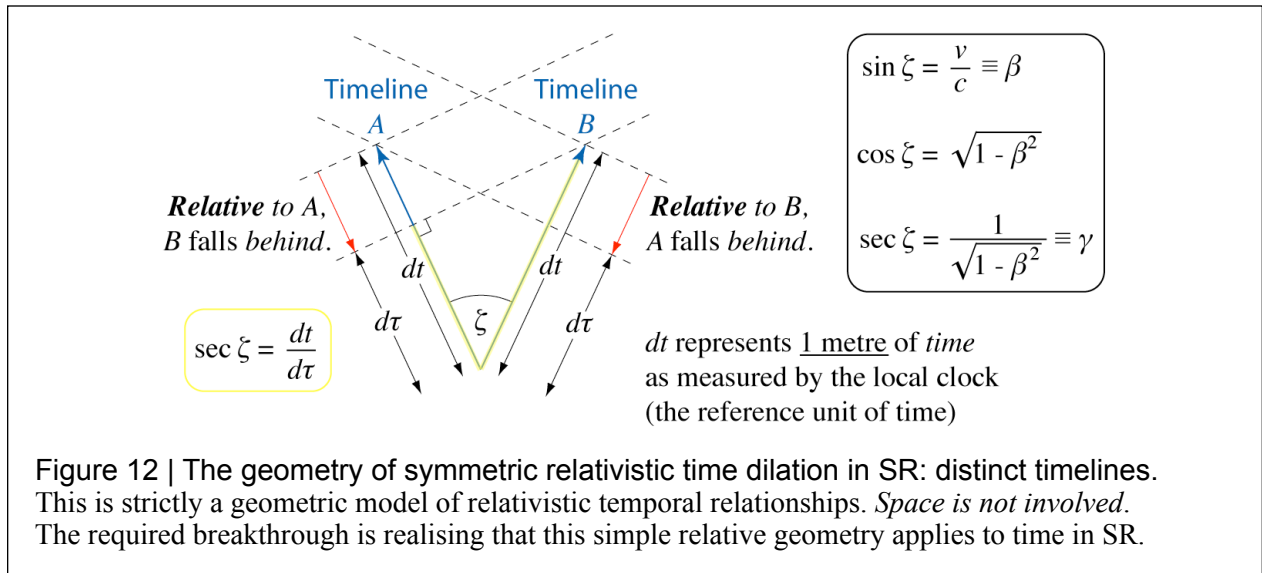 Timeline
A
Timeline
B
Relative to A,
B falls behind.
Relative to B,
A falls behind.
dt
dt
dτ
dτ
ζ
sec ζ = dt/dτ
sin ζ = v/c ≡ β
cos ζ = √(1 - β²)
sec ζ = 1/√(1 - β²) ≡ γ
dt represents 1 metre of time
as measured by the local clock
(the reference unit of time)
Figure 12 | The geometry of symmetric relativistic time dilation in SR: distinct timelines.
This is strictly a geometric model of relativistic temporal relationships. Space is not involved.
The required breakthrough is realising that this simple relative geometry applies to time in SR.